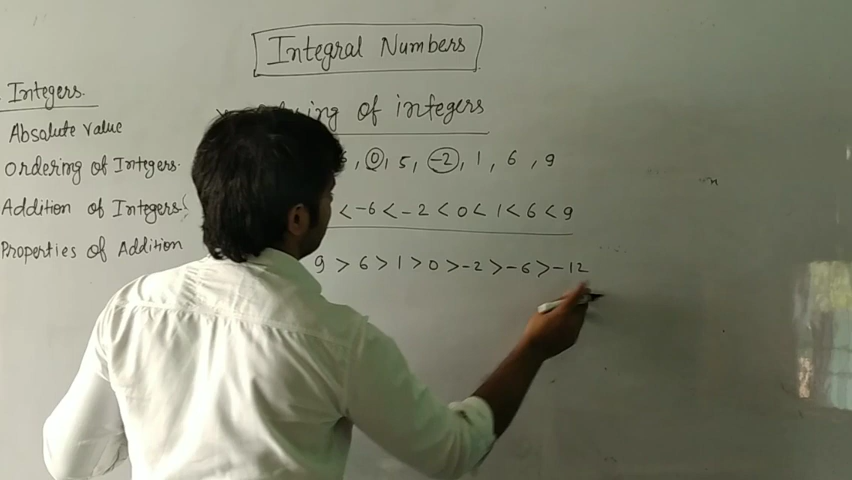 Integral Numbers
Integers.
Absolute value
Ordering of Integers.
Addition of Integers
Properties of Addition
of integers
, 0, 5, -2, 1, 6, 9
< -6 < -2 < 0 < 1 < 6 < 9
9 > 6 > 1 > 0 > -2 > -6 > -12